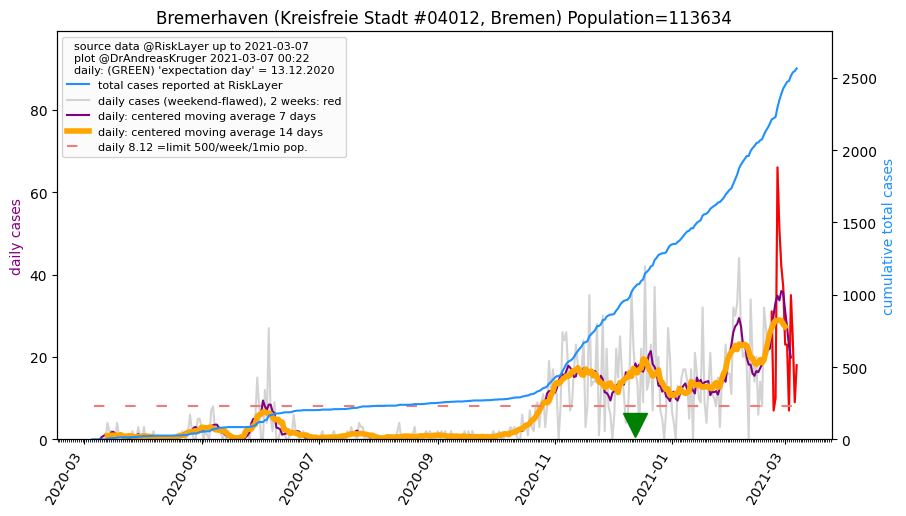 Bremerhaven (Kreisfreie Stadt #04012, Bremen) Population=113634
source data @RiskLayer up to 2021-03-07
plot @DrAndreasKruger 2021-03-07 00:22
daily: (GREEN) 'expectation day' = 13.12.2020
total cases reported at RiskLayer
daily cases (weekend-flawed), 2 weeks: red
daily: centered moving average 7 days
daily: centered moving average 14 days
daily 8.12 =limit 500/week/1mio pop.
daily cases
80
60
40
20
0
cumulative total cases
2500
2000
1500
1000
500
0
2020-03
2020-05
2020-07
2020-09
2020-11
2021-01
2021-03